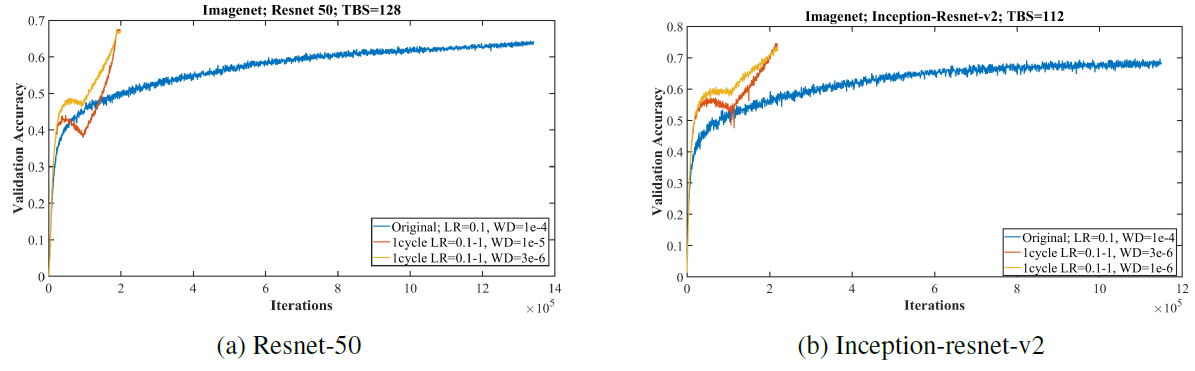 Imagenet; Resnet 50; TBS=128
0.7
0.6
0.5
0.4
0.3
0.2
0.1
0
Validation Accuracy
Original; LR=0.1, WD=1e-4
1cycle LR=0.1-1, WD=1e-5
1cycle LR=0.1-1, WD=3e-6
0 2 4 6 8 10 12 14
Iterations
×10^5
(a) Resnet-50
Imagenet; Inception-Resnet-v2; TBS=112
0.8
0.7
0.6
0.5
0.4
0.3
0.2
0.1
0
Validation Accuracy
Original; LR=0.1, WD=1e-4
1cycle LR=0.1-1, WD=3e-6
1cycle LR=0.1-1, WD=1e-6
0 2 4 6 8 10 12
Iterations
×10^5
(b) Inception-resnet-v2